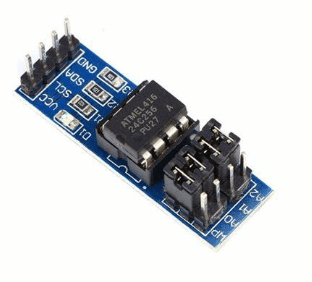 GND
SDA
SCL
VCC
D1
ATMEL416
24C256
PU27 A
A2
A1
A0
WP